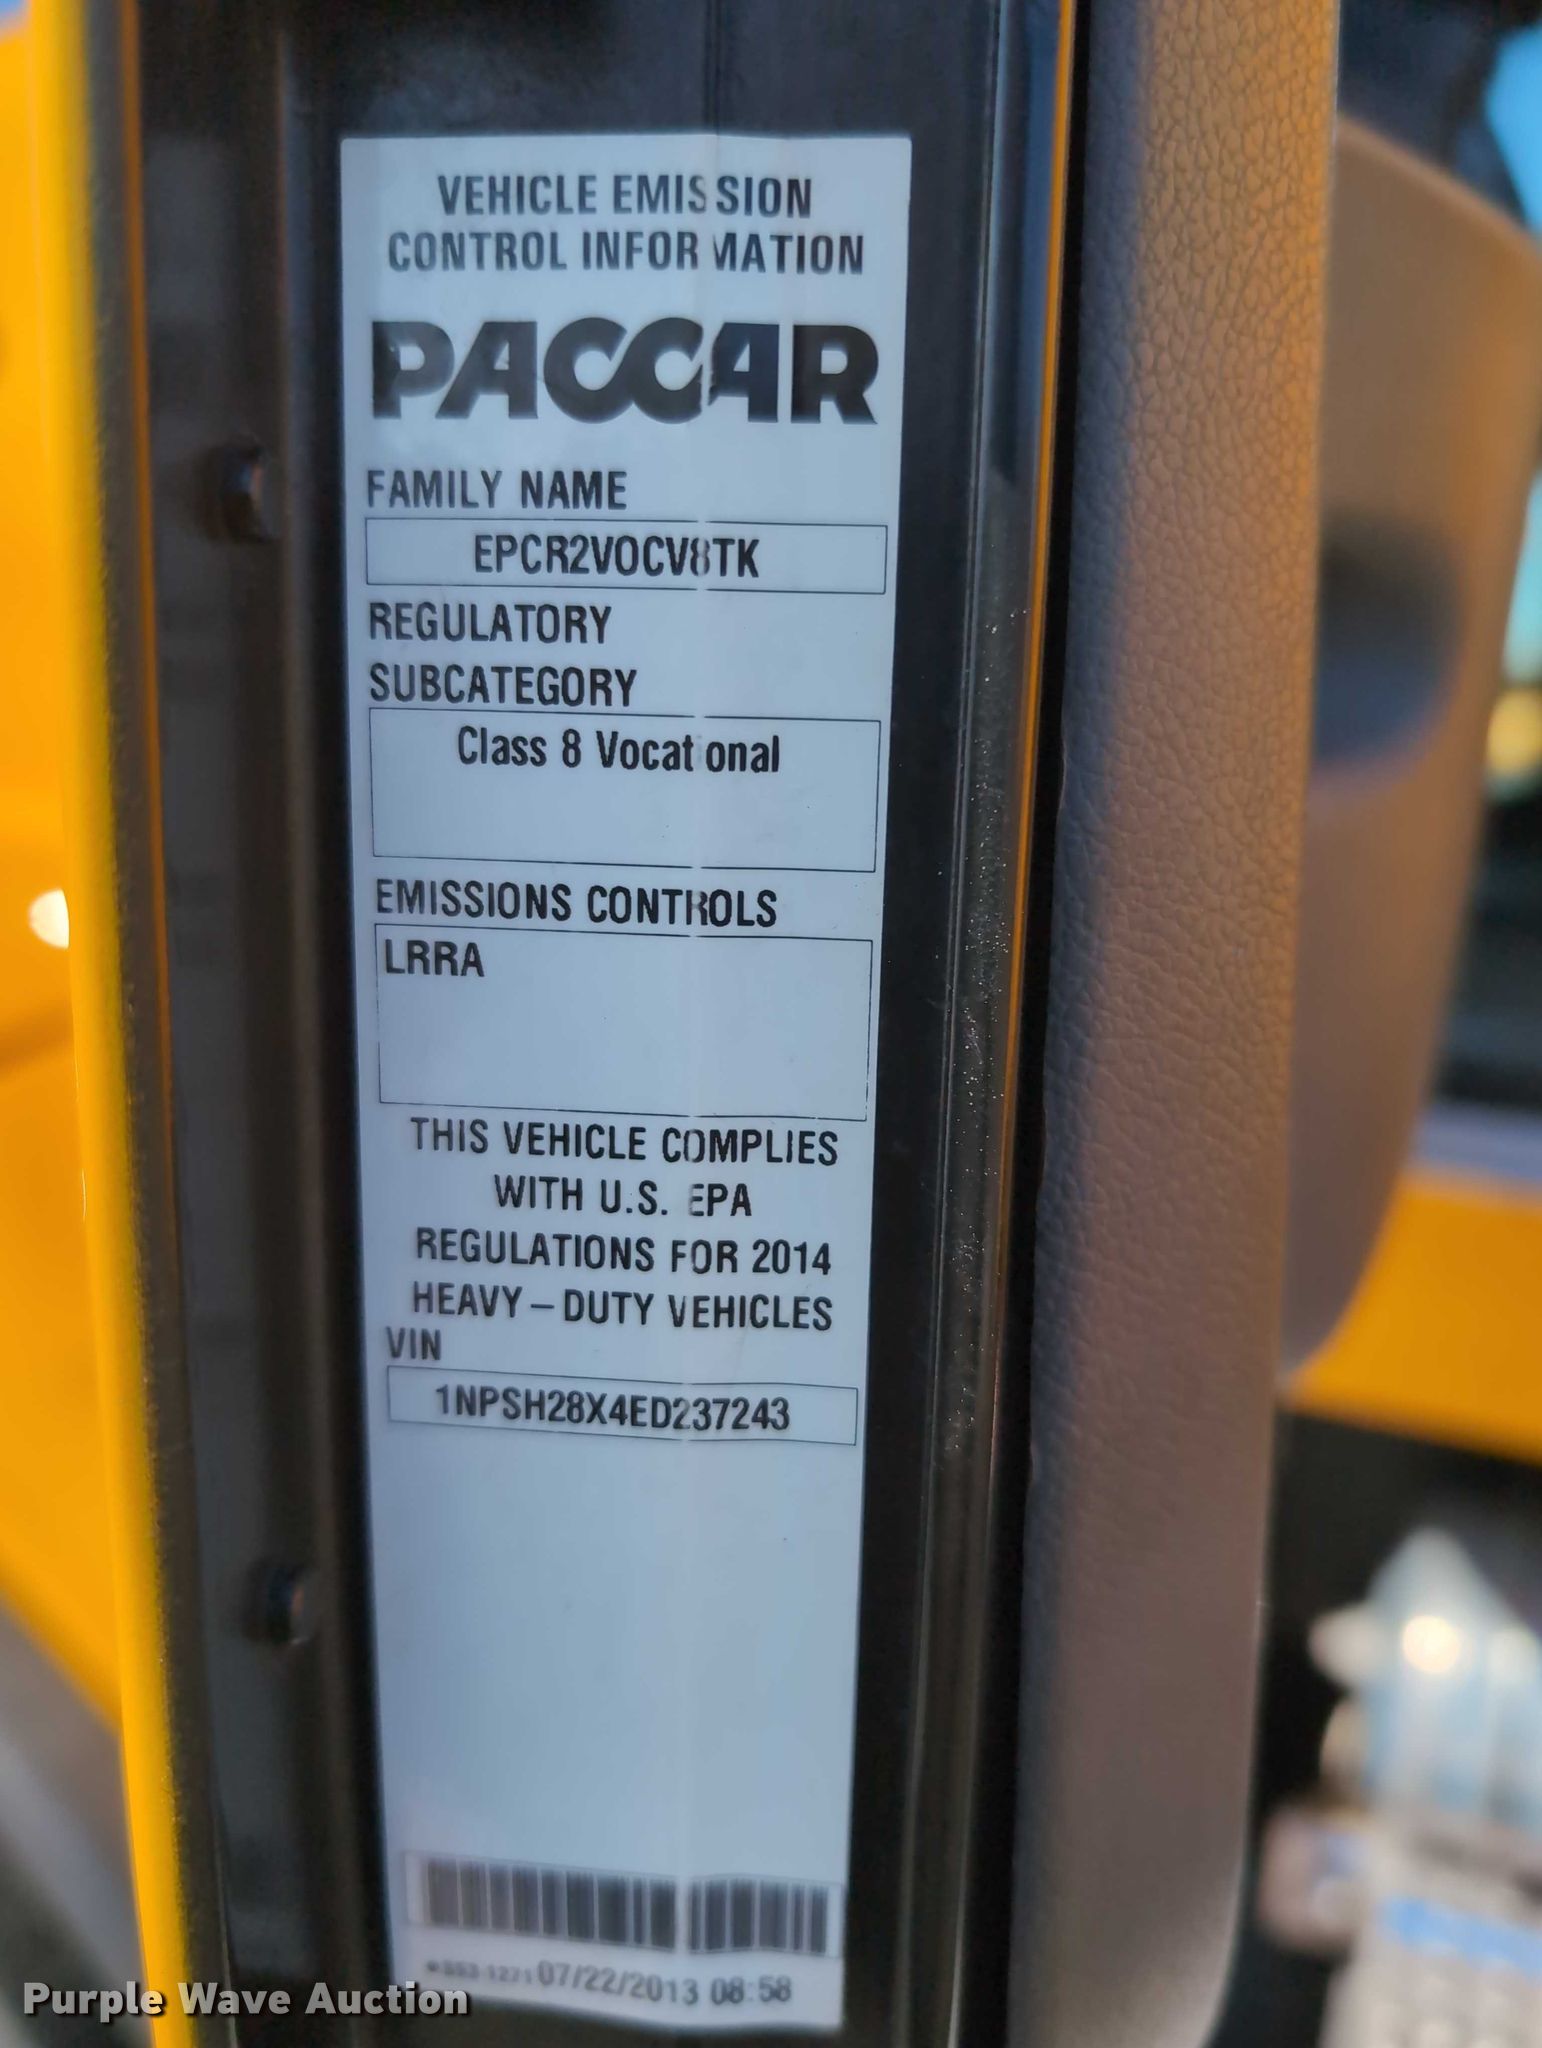 VEHICLE EMISSION
CONTROL INFORMATION
PACCAR
FAMILY NAME
EPCR2VOCV8TK
REGULATORY
SUBCATEGORY
Class 8 Vocational
EMISSIONS CONTROLS
LRRA
THIS VEHICLE COMPLIES
WITH U.S. EPA
REGULATIONS FOR 2014
HEAVY-DUTY VEHICLES
VIN
1NPSH28X4ED237243
07/22/2013 08:58
Purple Wave Auction